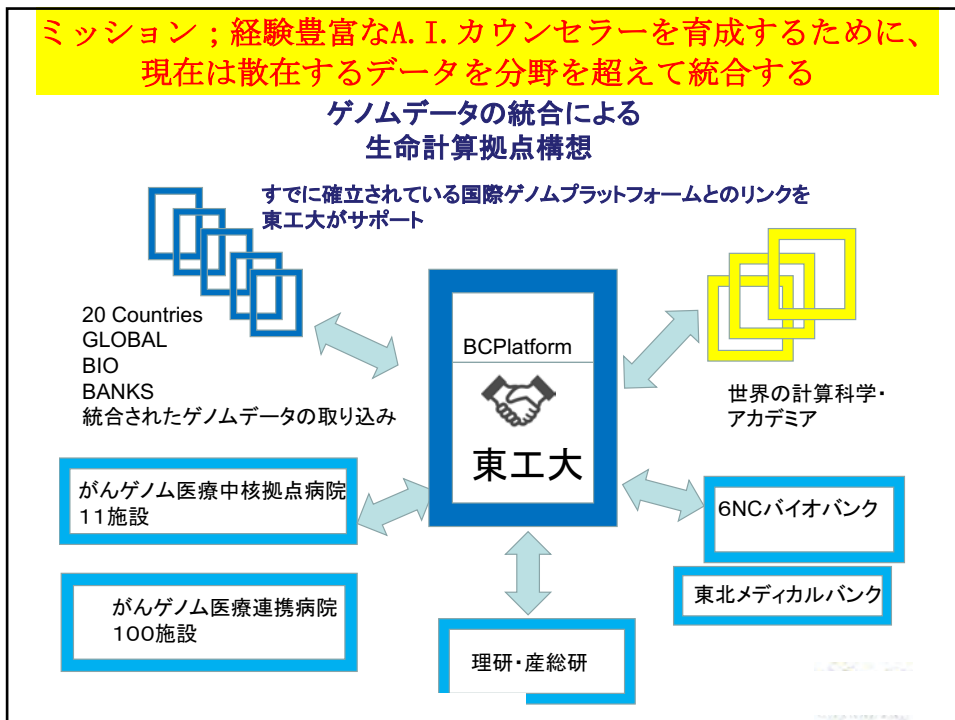 ミッション；経験豊富なA.I.カウンセラーを育成するために、
現在は散在するデータを分野を超えて統合する
ゲノムデータの統合による
生命計算拠点構想
すでに確立されている国際ゲノムプラットフォームとのリンクを
東工大がサポート
20 Countries
GLOBAL
BIO
BANKS
統合されたゲノムデータの取り込み
BCPlatform
東工大
世界の計算科学・
アカデミア
がんゲノム医療中核拠点病院
11施設
6NCバイオバンク
東北メディカルバンク
がんゲノム医療連携病院
100施設
理研・産総研